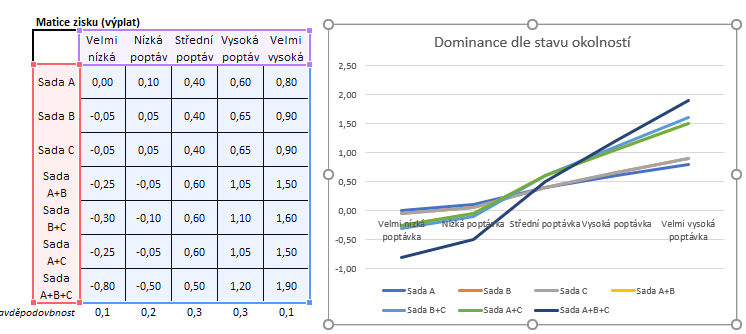 Matice zisku (výplat)
Velmi nízká Nízká poptáv Střední poptáv Vysoká poptáv Velmi vysoká
Sada A 0,00 0,10 0,40 0,60 0,80
Sada B -0,05 0,05 0,40 0,65 0,90
Sada C -0,05 0,05 0,40 0,65 0,90
Sada A+B -0,25 -0,05 0,60 1,05 1,50
Sada B+C -0,30 -0,10 0,60 1,10 1,60
Sada A+C -0,25 -0,05 0,60 1,05 1,50
Sada A+B+C -0,80 -0,50 0,50 1,20 1,90
avděpodovbnost 0,1 0,2 0,3 0,3 0,1
Dominance dle stavu okolností
2,50
2,00
1,50
1,00
0,50
0,00
-0,50
-1,00
Velmi nízká poptávka Nízká poptávka Střední poptávka Vysoká poptávka Velmi vysoká poptávka
Sada A Sada B Sada C Sada A+B
Sada B+C Sada A+C Sada A+B+C